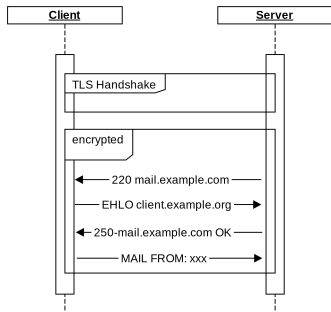 Client
Server
TLS Handshake
encrypted
220 mail.example.com
EHLO client.example.org
250-mail.example.com OK
MAIL FROM: xxx